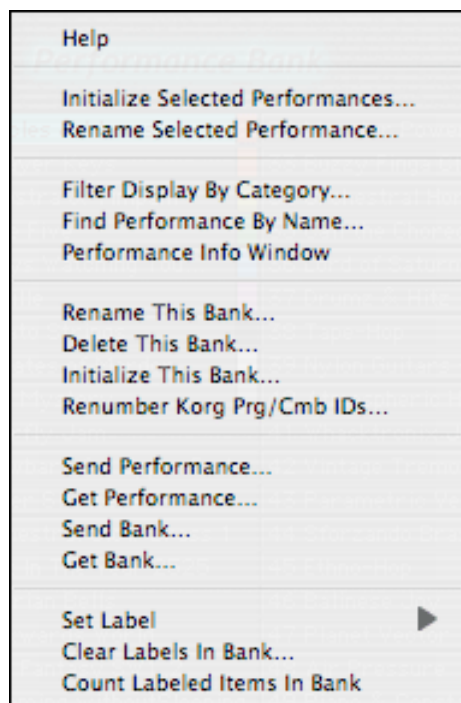 Help
Performance Bank
Initialize Selected Performances...
Rename Selected Performance...
Filter Display By Category...
Find Performance By Name...
Performance Info Window
Rename This Bank...
Delete This Bank...
Initialize This Bank...
Renumber Korg Prg/Cmb IDs...
Send Performance...
Get Performance...
Send Bank...
Get Bank...
Set Label
Clear Labels In Bank...
Count Labeled Items In Bank